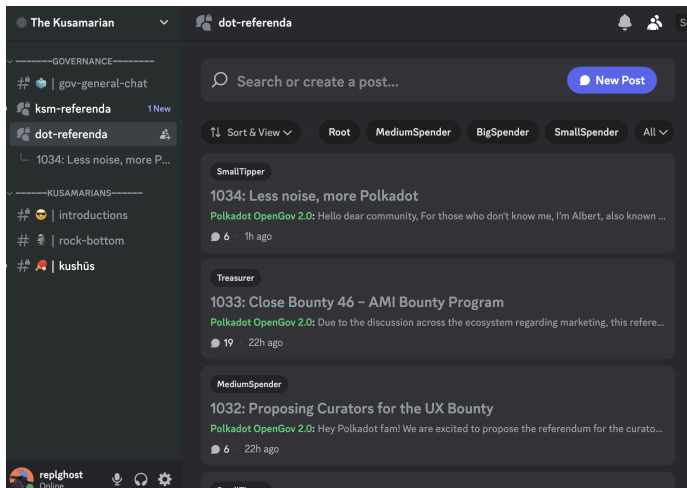 The Kusamarian
dot-referenda
-------GOVERNANCE--------
| gov-general-chat
ksm-referenda
1 New
dot-referenda
1034: Less noise, more P...
------KUSAMARIANS------
| introductions
| rock-bottom
| kushüs
replghost
Online
Search or create a post...
New Post
Sort & View
Root
MediumSpender
BigSpender
SmallSpender
All
SmallTipper
1034: Less noise, more Polkadot
Polkadot OpenGov 2.0: Hello dear community, For those who don't know me, I'm Albert, also known ...
6 · 1h ago
Treasurer
1033: Close Bounty 46 – AMI Bounty Program
Polkadot OpenGov 2.0: Due to the discussion across the ecosystem regarding marketing, this refere...
19 · 22h ago
MediumSpender
1032: Proposing Curators for the UX Bounty
Polkadot OpenGov 2.0: Hey Polkadot fam! We are excited to propose the referendum for the curato...
6 · 22h ago